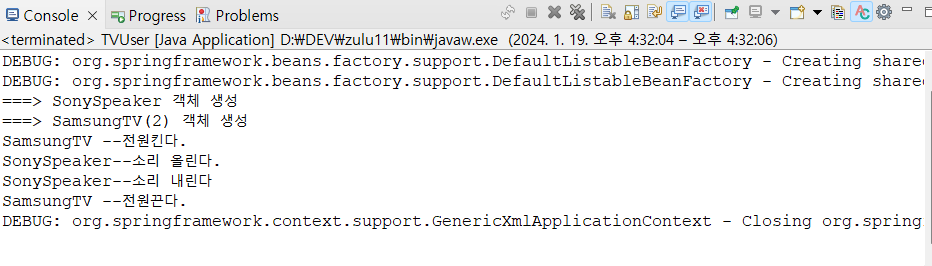 Console × Progress Problems
<terminated> TVUser [Java Application] D:₩DEV₩zulu11₩bin₩javaw.exe (2024. 1. 19. 오후 4:32:04 – 오후 4:32:06)
DEBUG: org.springframework.beans.factory.support.DefaultListableBeanFactory - Creating shared
DEBUG: org.springframework.beans.factory.support.DefaultListableBeanFactory - Creating shared
===> SonySpeaker 객체 생성
===> SamsungTV(2) 객체 생성
SamsungTV --전원킨다.
SonySpeaker--소리 올린다.
SonySpeaker--소리 내린다
SamsungTV --전원끈다.
DEBUG: org.springframework.context.support.GenericXmlApplicationContext - Closing org.spring